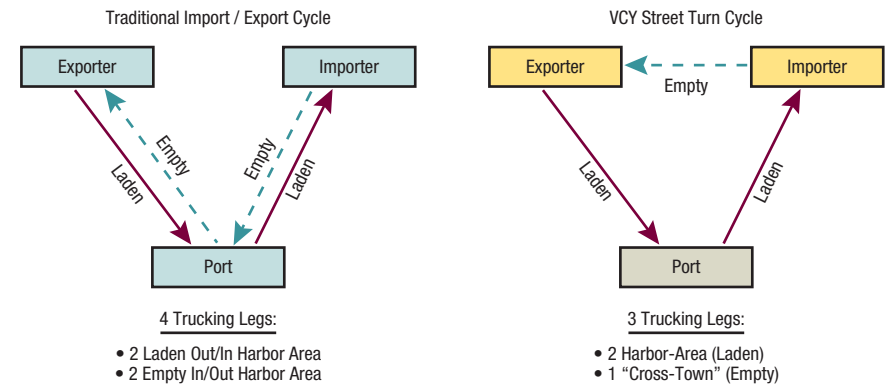 Traditional Import / Export Cycle
Exporter
Importer
Empty
Laden
Empty
Laden
Port
4 Trucking Legs:
• 2 Laden Out/In Harbor Area
• 2 Empty In/Out Harbor Area
VCY Street Turn Cycle
Exporter
Importer
Empty
Laden
Laden
Port
3 Trucking Legs:
• 2 Harbor-Area (Laden)
• 1 “Cross-Town” (Empty)